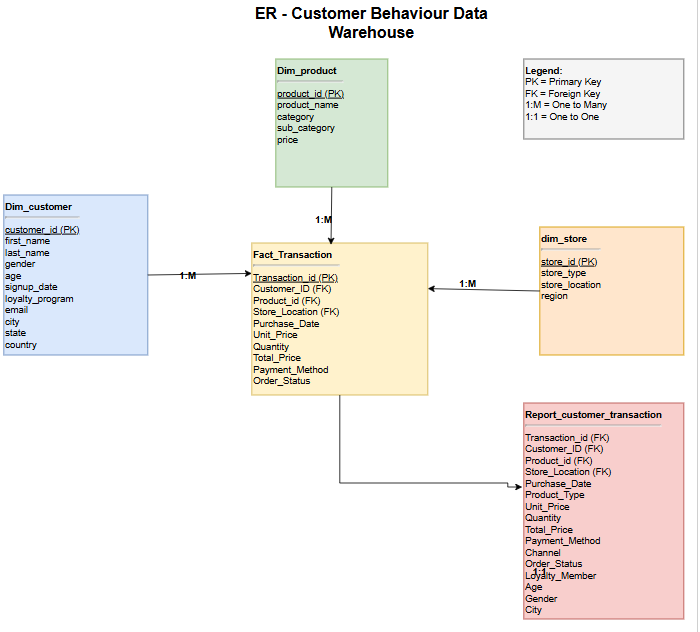 ER - Customer Behaviour Data
Warehouse
Dim_product
product_id (PK)
product_name
category
sub_category
price
Legend:
PK = Primary Key
FK = Foreign Key
1:M = One to Many
1:1 = One to One
Dim_customer
customer_id (PK)
first_name
last_name
gender
age
signup_date
loyalty_program
email
city
state
country
1:M
1:M
Fact_Transaction
Transaction_id (PK)
Customer_ID (FK)
Product_id (FK)
Store_Location (FK)
Purchase_Date
Unit_Price
Quantity
Total_Price
Payment_Method
Order_Status
1:M
dim_store
store_id (PK)
store_type
store_location
region
Report_customer_transaction
Transaction_id (FK)
Customer_ID (FK)
Product_id (FK)
Store_Location (FK)
Purchase_Date
Product_Type
Unit_Price
Quantity
Total_Price
Payment_Method
Channel
Order_Status
1:1
Loyalty_Member
Age
Gender
City